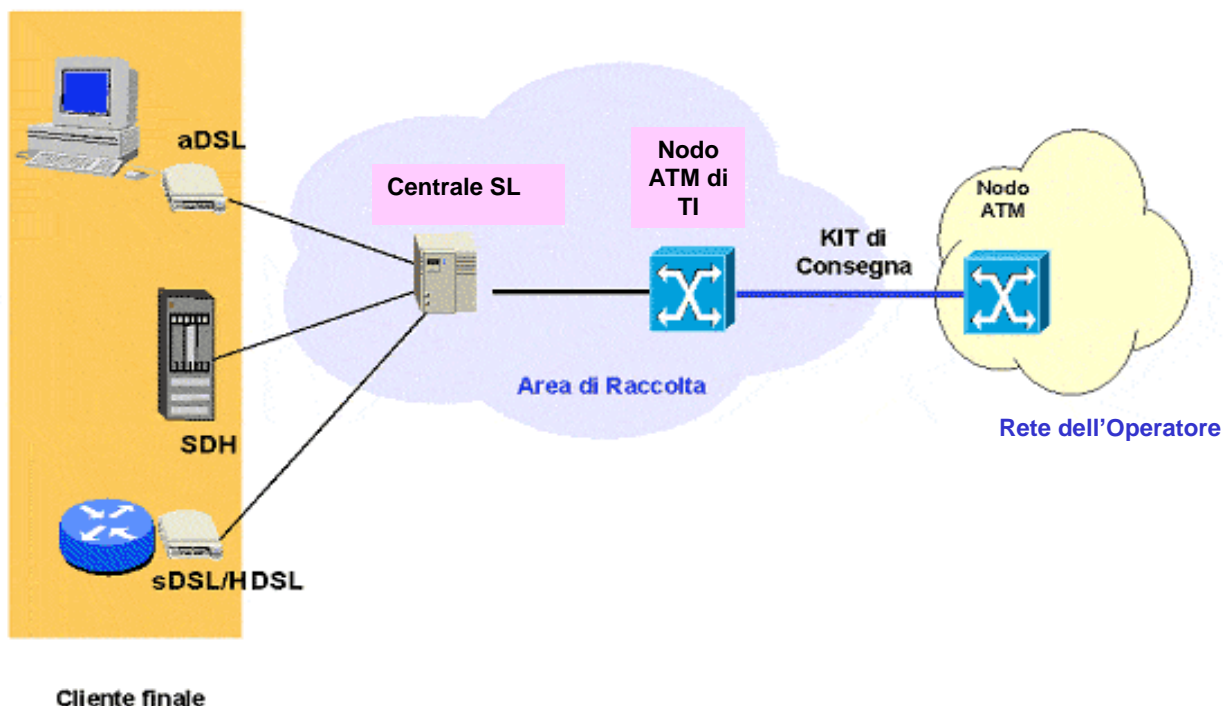 aDSL
Centrale SL
Nodo
ATM di
TI
Nodo
ATM
KIT di
Consegna
Area di Raccolta
SDH
Rete dell’Operatore
sDSL/HDSL
Cliente finale